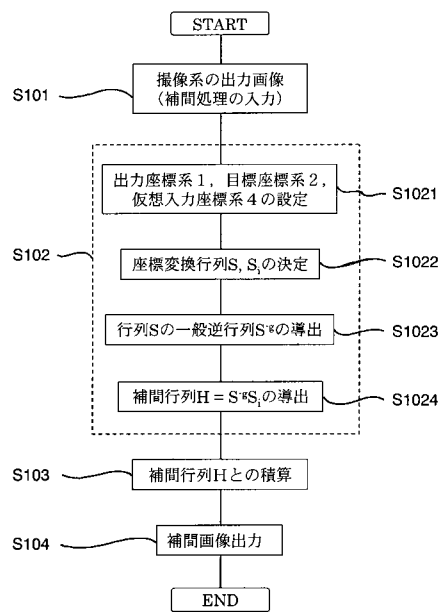 START
S101
撮像系の出力画像
（補間処理の入力）
S102
出力座標系1，目標座標系2，
仮想入力座標系4の設定
S1021
座標変換行列S, Siの決定
S1022
行列Sの一般逆行列S-gの導出
S1023
補間行列H = S-gSiの導出
S1024
S103
補間行列Hとの積算
S104
補間画像出力
END